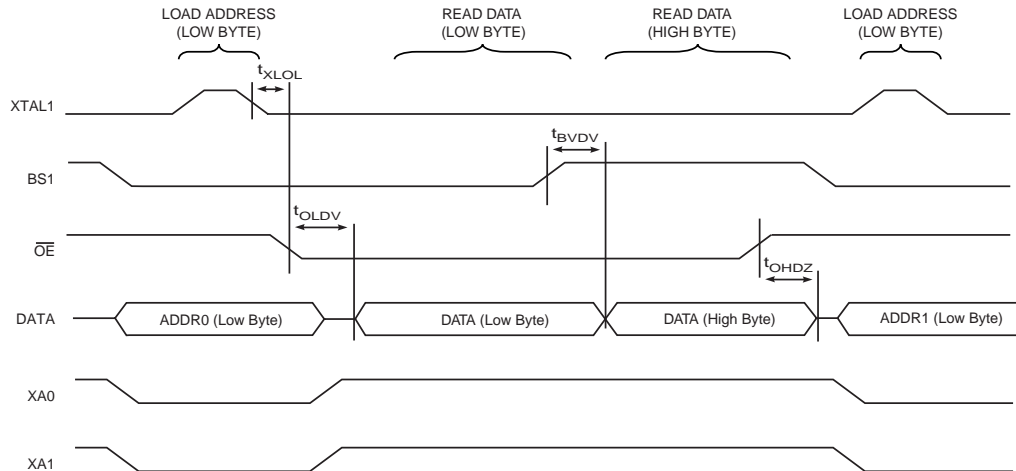 LOAD ADDRESS
(LOW BYTE)
READ DATA
(LOW BYTE)
READ DATA
(HIGH BYTE)
LOAD ADDRESS
(LOW BYTE)
tXLOL
XTAL1
tBVDV
BS1
tOLDV
OE
tOHDZ
DATA
ADDR0 (Low Byte)
DATA (Low Byte)
DATA (High Byte)
ADDR1 (Low Byte)
XA0
XA1